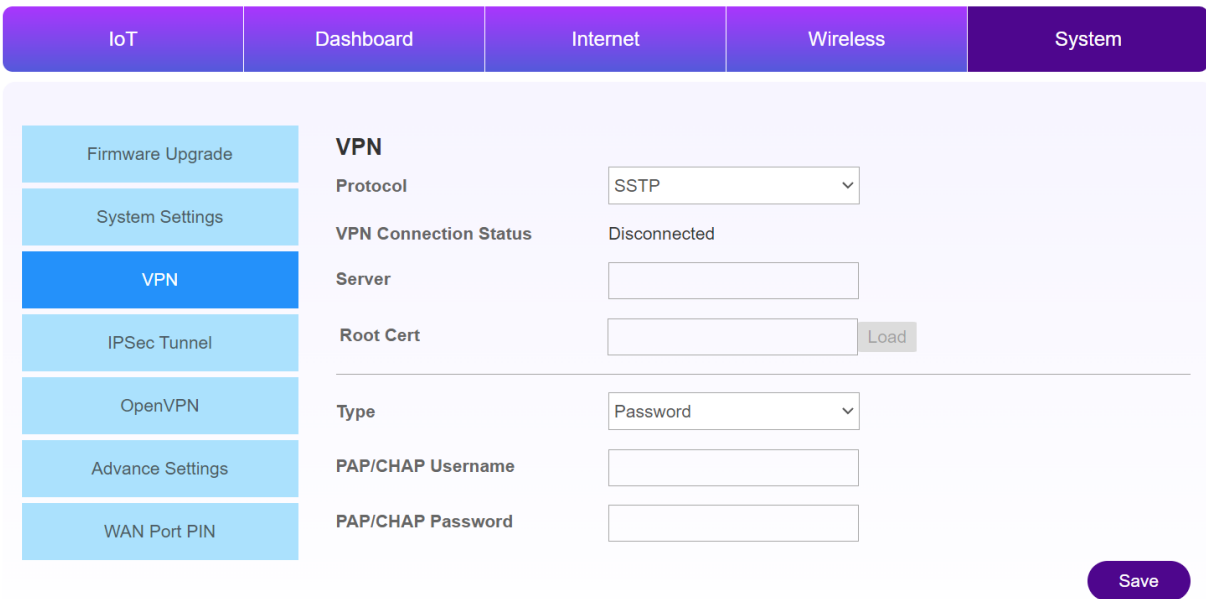 IoT
Dashboard
Internet
Wireless
System
Firmware Upgrade
System Settings
VPN
IPSec Tunnel
OpenVPN
Advance Settings
WAN Port PIN
VPN
Protocol
SSTP
VPN Connection Status
Disconnected
Server
Root Cert
Load
Type
Password
PAP/CHAP Username
PAP/CHAP Password
Save